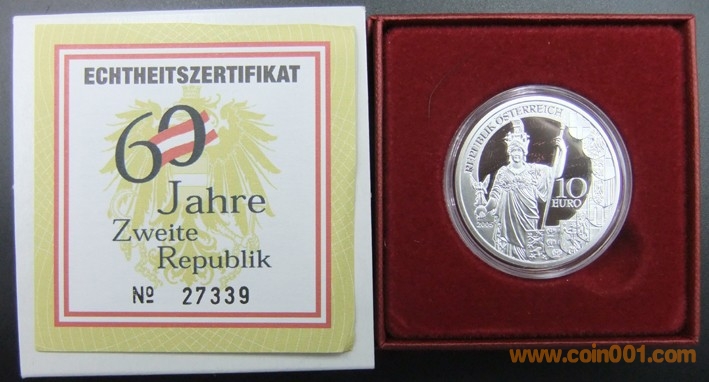 ECHTHEITSZERTIFIKAT
60
Jahre
Zweite
Republik
Nº 27339
REPUBLIK ÖSTERREICH
10
EURO
www.coin001.com